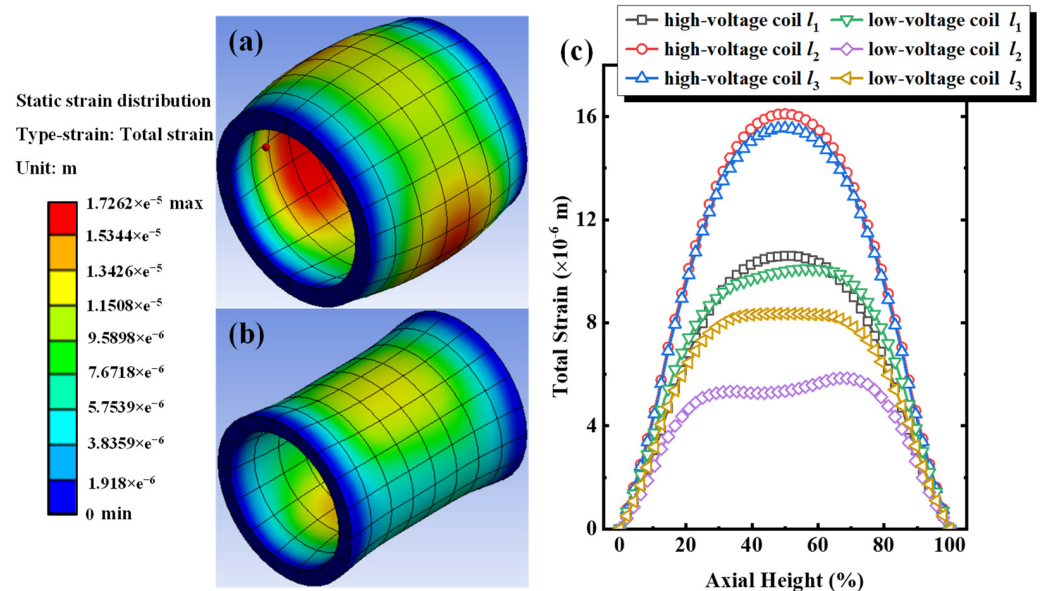 (a)
Static strain distribution
Type-strain: Total strain
Unit: m
1.7262×e⁻⁵ max
1.5344×e⁻⁵
1.3426×e⁻⁵
1.1508×e⁻⁵
9.5898×e⁻⁶
7.6718×e⁻⁶
5.7539×e⁻⁶
3.8359×e⁻⁶
1.918×e⁻⁶
0 min
(b)
(c)
high-voltage coil l₁ low-voltage coil l₁
high-voltage coil l₂ low-voltage coil l₂
high-voltage coil l₃ low-voltage coil l₃
Total Strain (×10⁻⁶ m)
16
12
8
4
0
0 20 40 60 80 100
Axial Height (%)